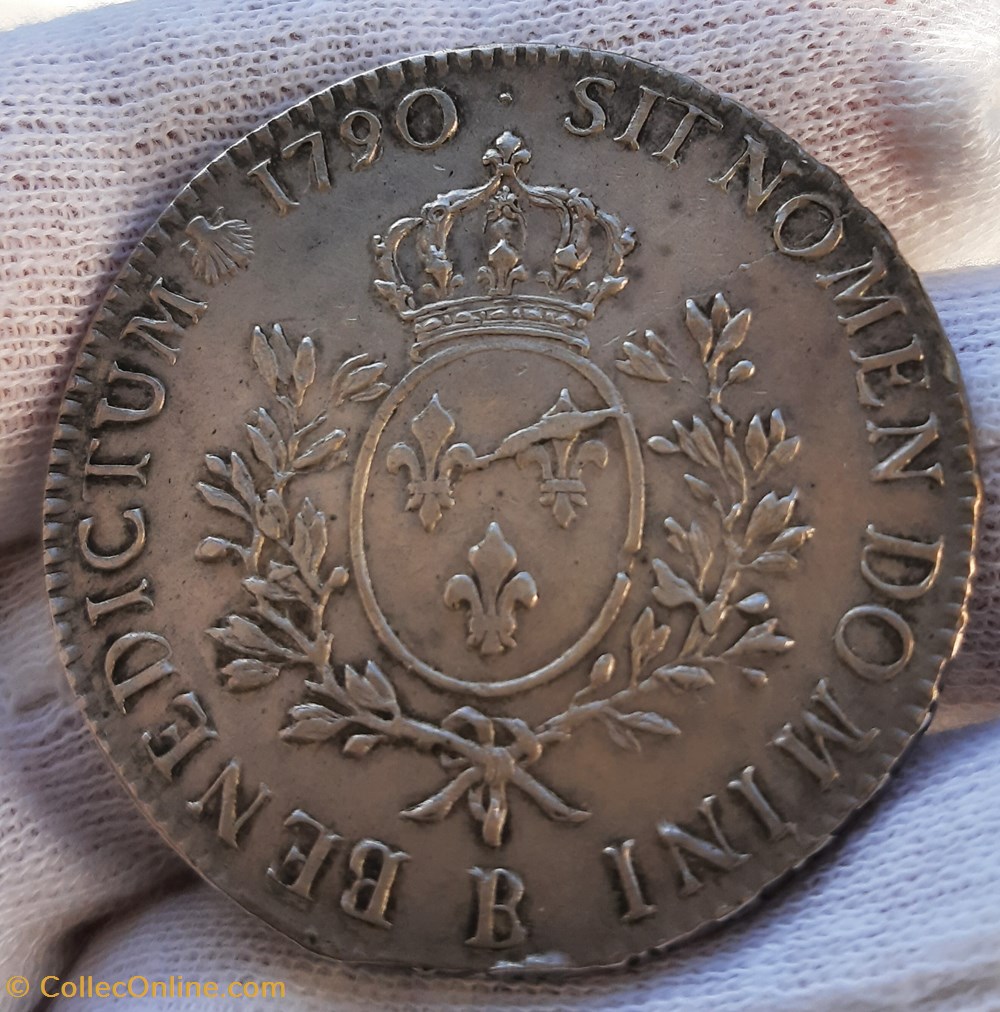 SIT NOMEN DOMINI B BENEDICTUM 1790 ·
© CollecOnline.com